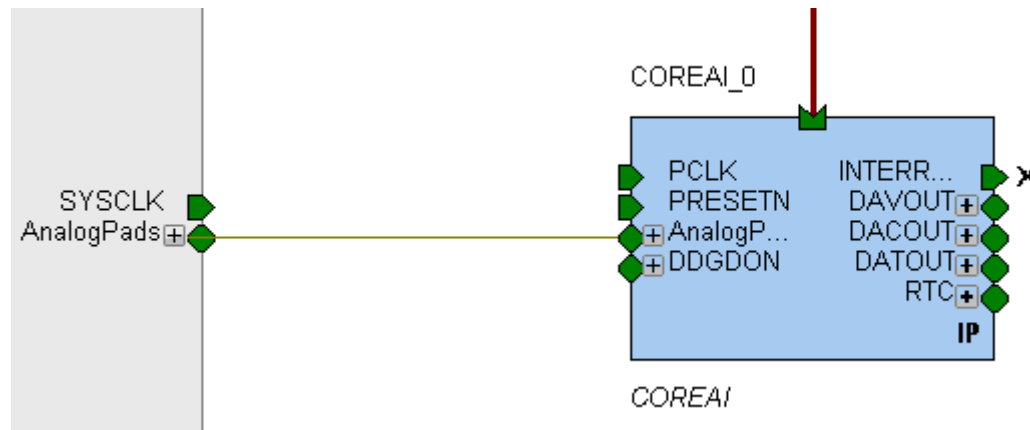 COREAI_0
PCLK INTERR...
SYSCLK PRESETN DAVOUT
AnalogPads AnalogP... DACOUT
DDGDON DATOUT
RTC
IP
COREAI